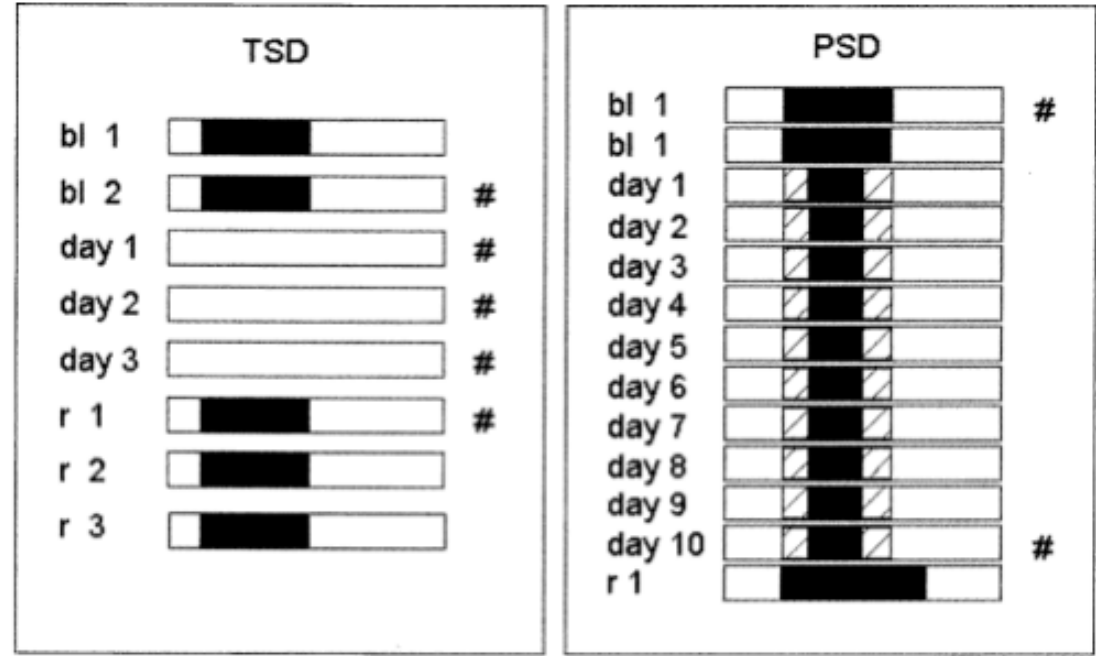 TSD
bl 1
bl 2 #
day 1 #
day 2 #
day 3 #
r 1 #
r 2
r 3
PSD
bl 1 #
bl 1
day 1
day 2
day 3
day 4
day 5
day 6
day 7
day 8
day 9
day 10 #
r 1